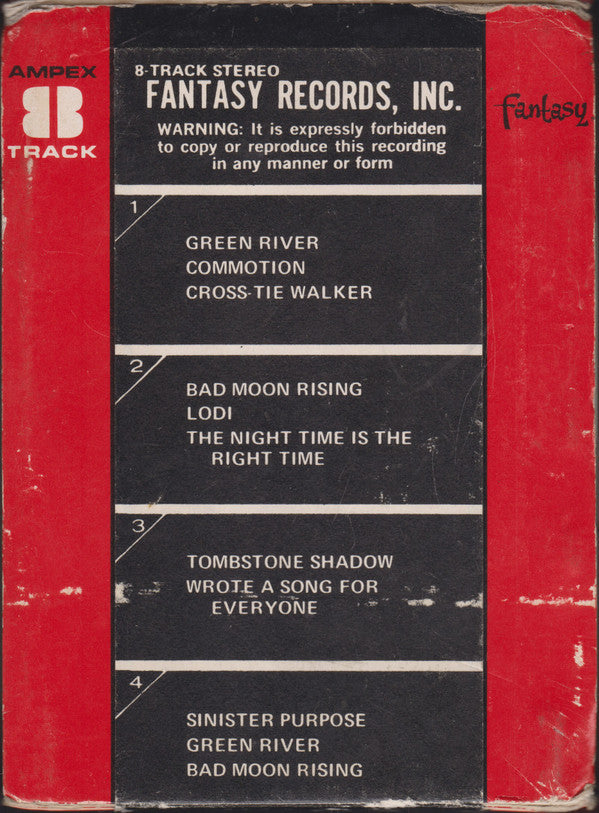 AMPEX
8
TRACK
8-TRACK STEREO
FANTASY RECORDS, INC.
WARNING: It is expressly forbidden
to copy or reproduce this recording
in any manner or form
Fantasy
1
GREEN RIVER
COMMOTION
CROSS-TIE WALKER
2
BAD MOON RISING
LODI
THE NIGHT TIME IS THE
RIGHT TIME
3
TOMBSTONE SHADOW
WROTE A SONG FOR
EVERYONE
4
SINISTER PURPOSE
GREEN RIVER
BAD MOON RISING